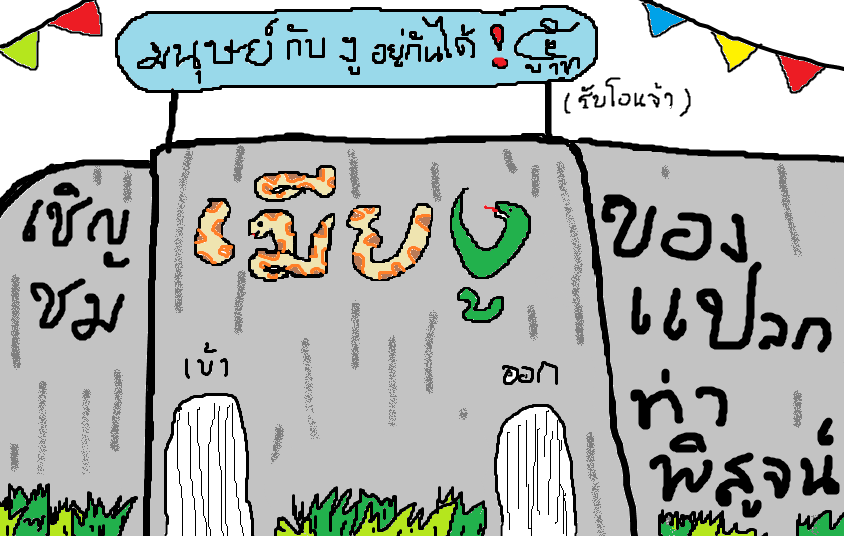 มนุษย์ กับ งู อยู่กันได้ !
บาท
(รับโอนจ้า)
เมียงู
เชิญ
ชม
ของ
แปลก
ท่า
พิสูจน์
เข้า
ออก